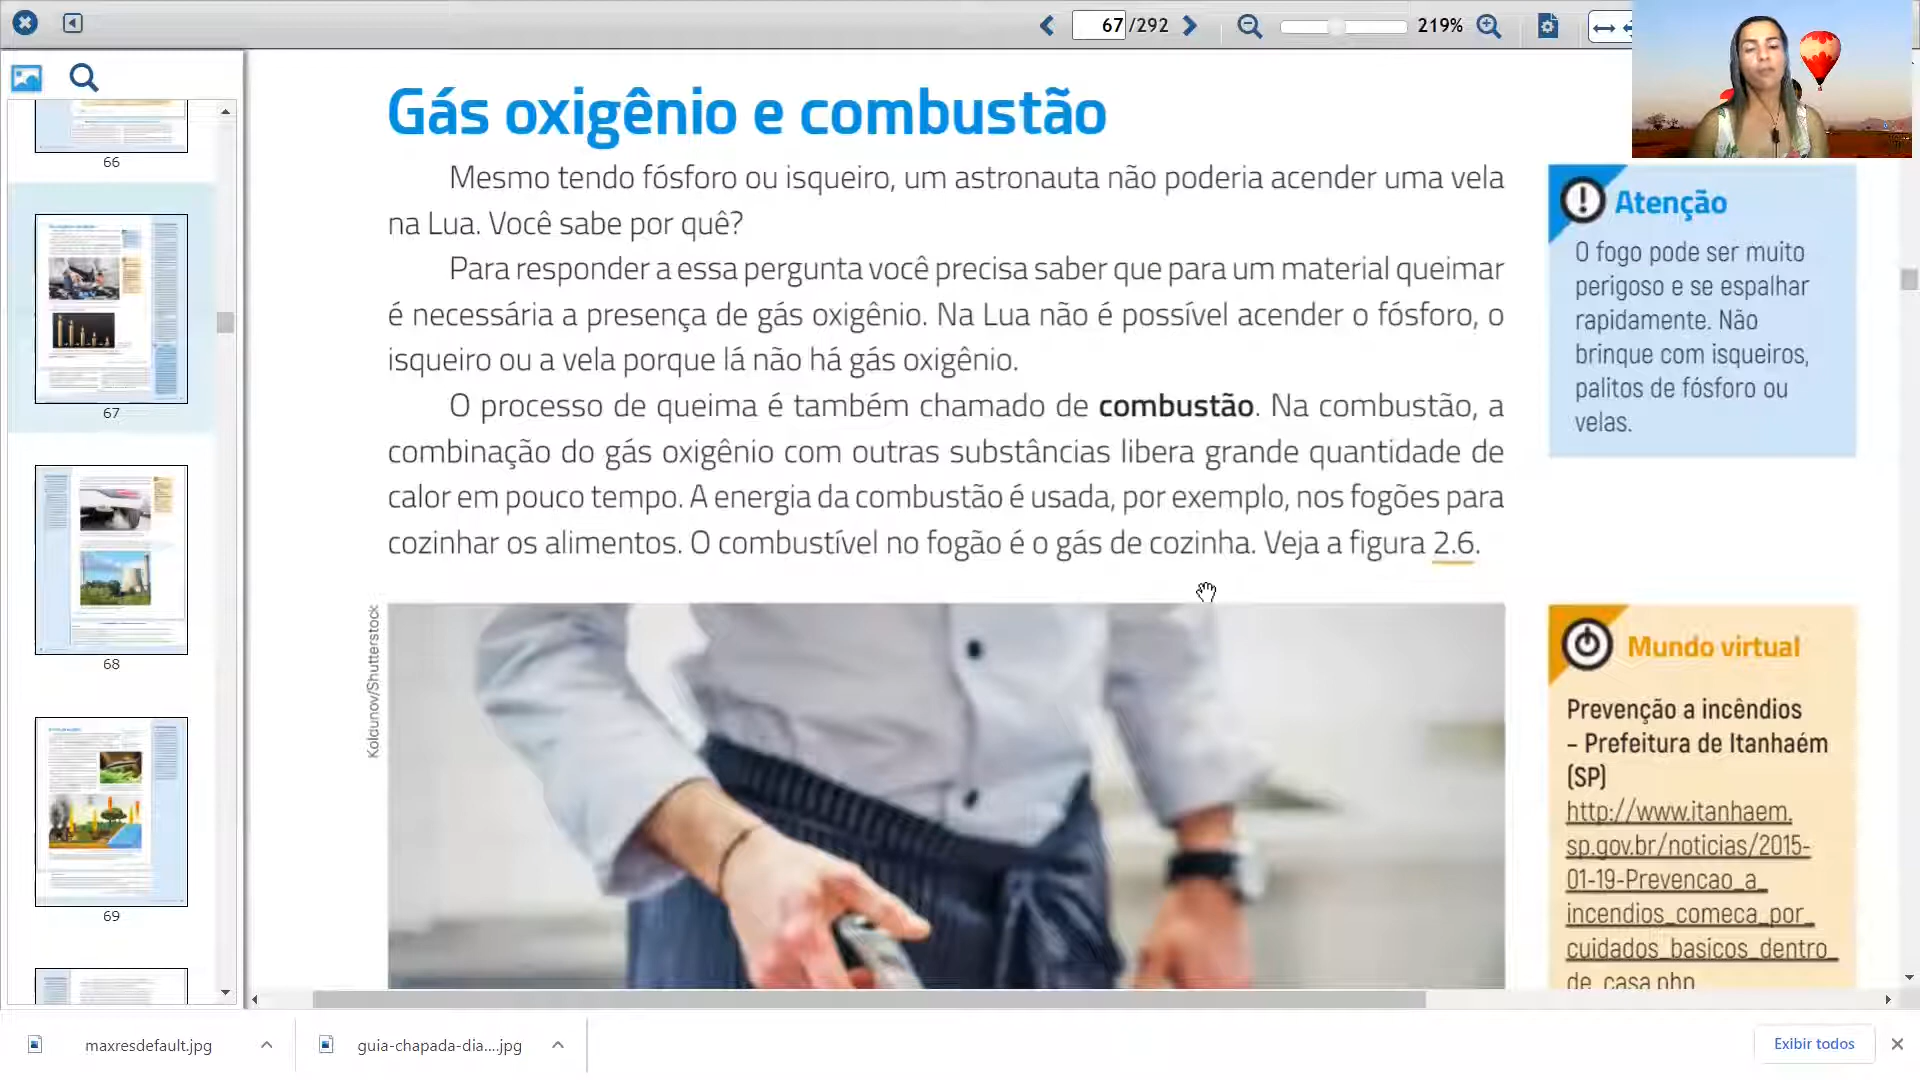 67 /292
219%
66
67
68
69
Gás oxigênio e combustão
Mesmo tendo fósforo ou isqueiro, um astronauta não poderia acender uma vela
na Lua. Você sabe por quê?
Para responder a essa pergunta você precisa saber que para um material queimar
é necessária a presença de gás oxigênio. Na Lua não é possível acender o fósforo, o
isqueiro ou a vela porque lá não há gás oxigênio.
O processo de queima é também chamado de combustão. Na combustão, a
combinação do gás oxigênio com outras substâncias libera grande quantidade de
calor em pouco tempo. A energia da combustão é usada, por exemplo, nos fogões para
cozinhar os alimentos. O combustível no fogão é o gás de cozinha. Veja a figura 2.6.
Koldunov/Shutterstock
Atenção
O fogo pode ser muito
perigoso e se espalhar
rapidamente. Não
brinque com isqueiros,
palitos de fósforo ou
velas.
Mundo virtual
Prevenção a incêndios
– Prefeitura de Itanhaém
(SP)
http://www.itanhaem.
sp.gov.br/noticias/2015-
01-19-Prevencao_a_
incendios_comeca_por_
cuidados_basicos_dentro_
de_casa.php
maxresdefault.jpg
guia-chapada-dia....jpg
Exibir todos